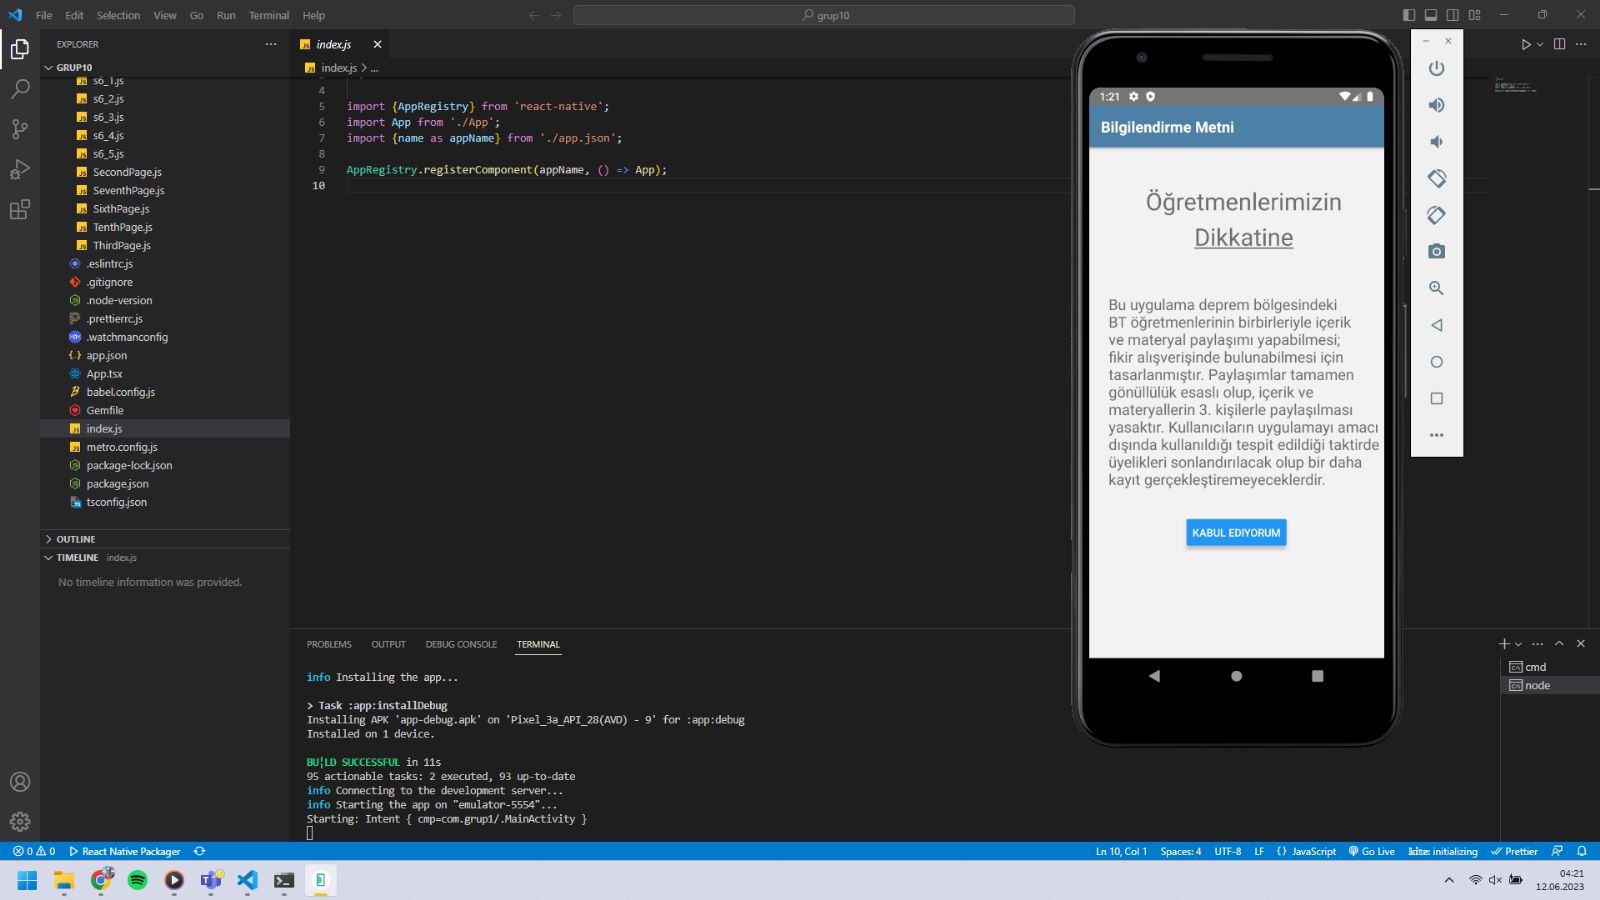 File Edit Selection View Go Run Terminal Help
grup10
EXPLORER
GRUP10
s6_1.js
s6_2.js
s6_3.js
s6_4.js
s6_5.js
SecondPage.js
SeventhPage.js
SixthPage.js
TenthPage.js
ThirdPage.js
.eslintrc.js
.gitignore
.node-version
.prettierrc.js
.watchmanconfig
app.json
App.tsx
babel.config.js
Gemfile
index.js
metro.config.js
package-lock.json
package.json
tsconfig.json
OUTLINE
TIMELINE index.js
No timeline information was provided.
index.js
index.js > ...
4
5 import {AppRegistry} from 'react-native';
6 import App from './App';
7 import {name as appName} from './app.json';
8
9 AppRegistry.registerComponent(appName, () => App);
10
1:21
Bilgilendirme Metni
Öğretmenlerimizin
Dikkatine
Bu uygulama deprem bölgesindeki
BT öğretmenlerinin birbirleriyle içerik
ve materyal paylaşımı yapabilmesi;
fikir alışverişinde bulunabilmesi için
tasarlanmıştır. Paylaşımlar tamamen
gönüllülük esaslı olup, içerik ve
materyallerin 3. kişilerle paylaşılması
yasaktır. Kullanıcıların uygulamayı amacı
dışında kullanıldığı tespit edildiği taktirde
üyelikleri sonlandırılacak olup bir daha
kayıt gerçekleştiremeyeceklerdir.
KABUL EDIYORUM
PROBLEMS OUTPUT DEBUG CONSOLE TERMINAL
info Installing the app...
> Task :app:installDebug
Installing APK 'app-debug.apk' on 'Pixel_3a_API_28(AVD) - 9' for :app:debug
Installed on 1 device.
BU¦LD SUCCESSFUL in 11s
95 actionable tasks: 2 executed, 93 up-to-date
info Connecting to the development server...
info Starting the app on "emulator-5554"...
Starting: Intent { cmp=com.grup1/.MainActivity }
cmd
node
0 0 React Native Packager
Ln 10, Col 1 Spaces: 4 UTF-8 LF {} JavaScript Go Live kite: initializing Prettier
04:21
12.06.2023